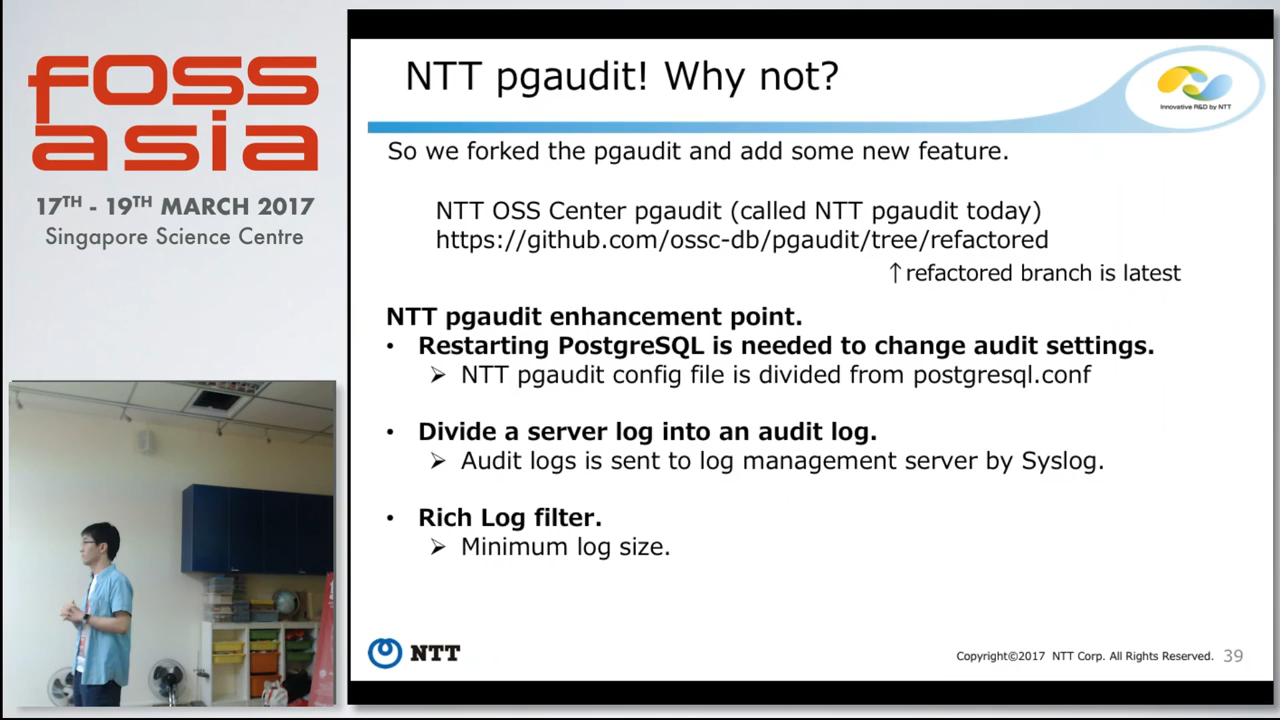 foss
asia
17TH - 19TH MARCH 2017
Singapore Science Centre
NTT pgaudit! Why not?
Innovative R&D by NTT
So we forked the pgaudit and add some new feature.
NTT OSS Center pgaudit (called NTT pgaudit today)
https://github.com/ossc-db/pgaudit/tree/refactored
↑refactored branch is latest
NTT pgaudit enhancement point.
• Restarting PostgreSQL is needed to change audit settings.
➢ NTT pgaudit config file is divided from postgresql.conf
• Divide a server log into an audit log.
➢ Audit logs is sent to log management server by Syslog.
• Rich Log filter.
➢ Minimum log size.
NTT
Copyright©2017 NTT Corp. All Rights Reserved. 39